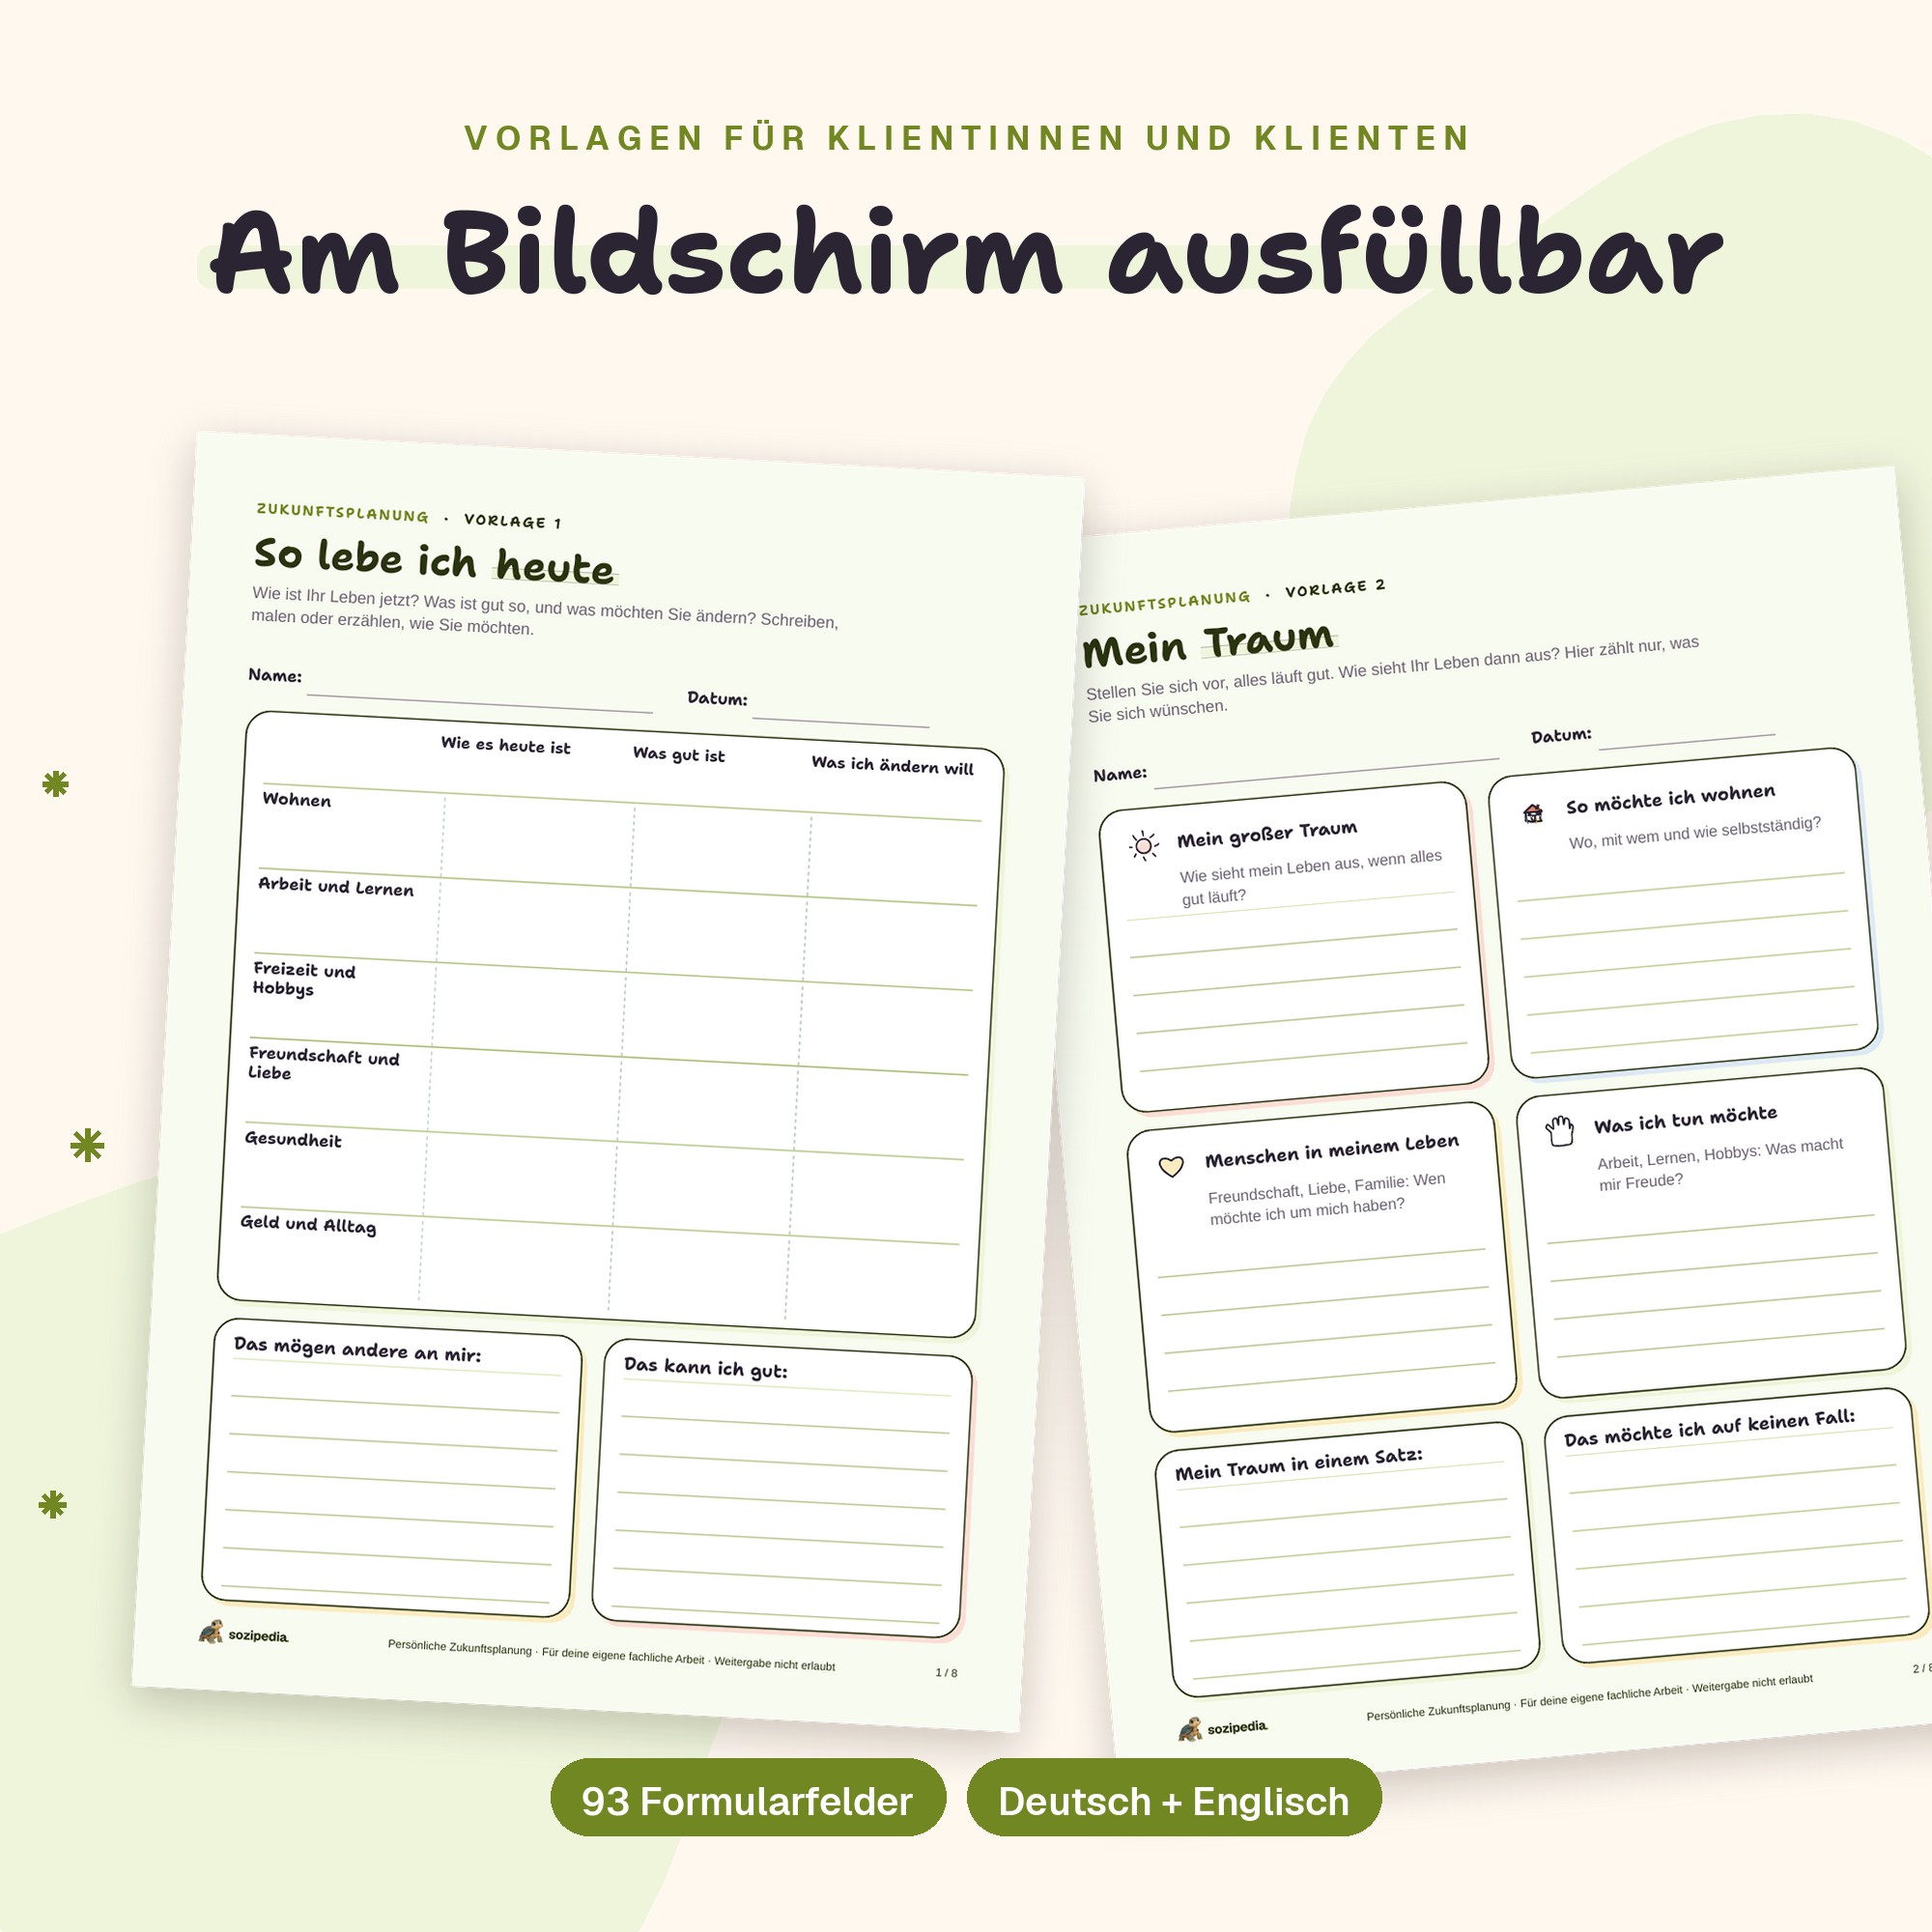 VORLAGEN FÜR KLIENTINNEN UND KLIENTEN
Am Bildschirm ausfüllbar
ZUKUNFTSPLANUNG · VORLAGE 1
So lebe ich heute
Wie ist Ihr Leben jetzt? Was ist gut so, und was möchten Sie ändern? Schreiben,
malen oder erzählen, wie Sie möchten.
Name:
Datum:
Wie es heute ist
Was gut ist
Was ich ändern will
Wohnen
Arbeit und Lernen
Freizeit und
Hobbys
Freundschaft und
Liebe
Gesundheit
Geld und Alltag
Das mögen andere an mir:
Das kann ich gut:
sozipedia.
Persönliche Zukunftsplanung · Für deine eigene fachliche Arbeit · Weitergabe nicht erlaubt
1 / 8
ZUKUNFTSPLANUNG · VORLAGE 2
Mein Traum
Stellen Sie sich vor, alles läuft gut. Wie sieht Ihr Leben dann aus? Hier zählt nur, was
Sie sich wünschen.
Name:
Datum:
Mein großer Traum
Wie sieht mein Leben aus, wenn alles
gut läuft?
So möchte ich wohnen
Wo, mit wem und wie selbstständig?
Menschen in meinem Leben
Freundschaft, Liebe, Familie: Wen
möchte ich um mich haben?
Was ich tun möchte
Arbeit, Lernen, Hobbys: Was macht
mir Freude?
Mein Traum in einem Satz:
Das möchte ich auf keinen Fall:
sozipedia.
Persönliche Zukunftsplanung · Für deine eigene fachliche Arbeit · Weitergabe nicht erlaubt
2 / 8
93 Formularfelder
Deutsch + Englisch